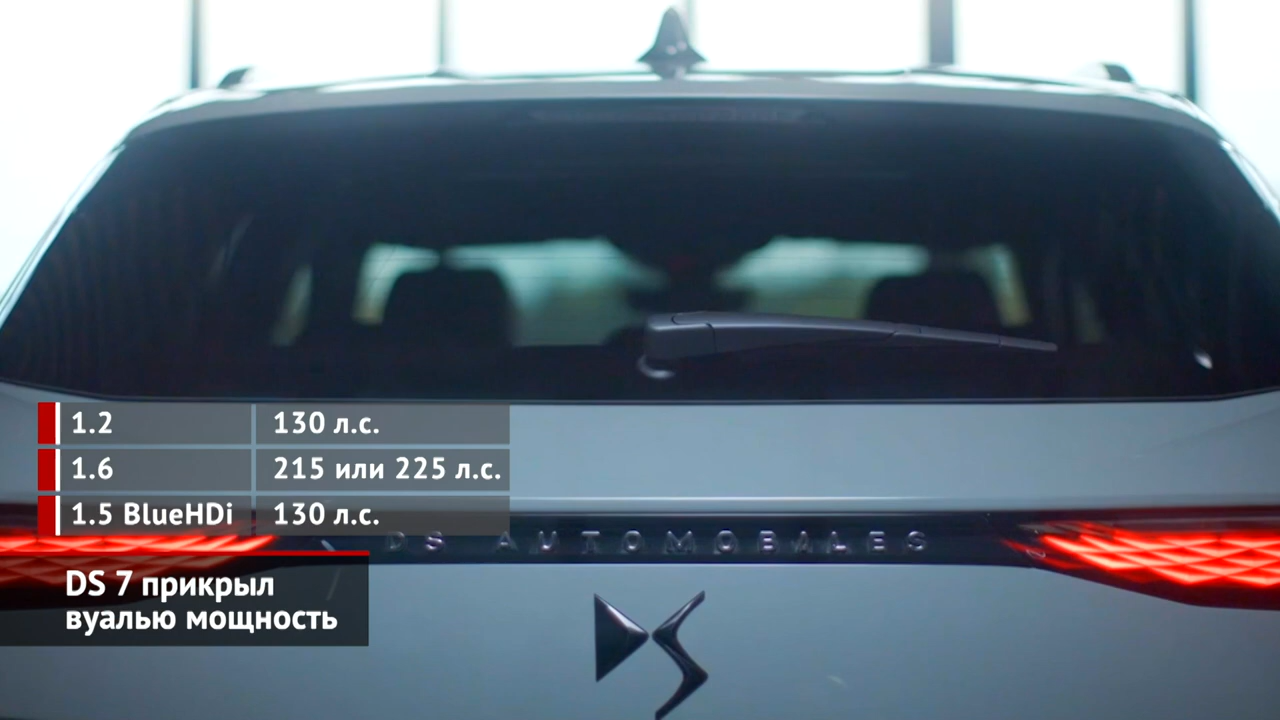 1.2 130 л.с.
1.6 215 или 225 л.с.
1.5 BlueHDi 130 л.с.
DS AUTOMOBILES
DS 7 прикрыл
вуалью мощность
DS